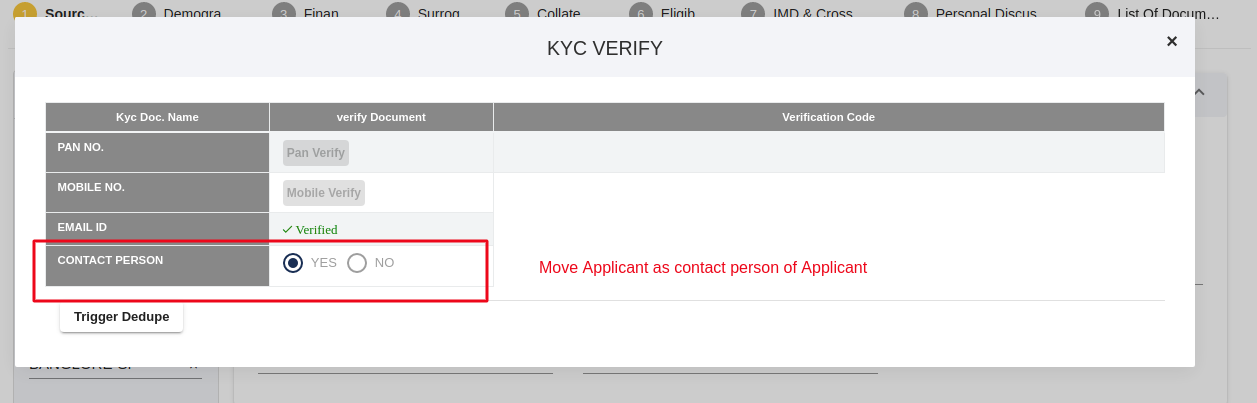 1 Sourc... 2 Demogra 3 Finan 4 Surrog 5 Collate 6 Eligib 7 IMD & Cross 8 Personal Discus 9 List Of Docum...
KYC VERIFY ×
Kyc Doc. Name verify Document Verification Code
PAN NO. Pan Verify
MOBILE NO. Mobile Verify
EMAIL ID Verified
CONTACT PERSON YES NO
Move Applicant as contact person of Applicant
Trigger Dedupe